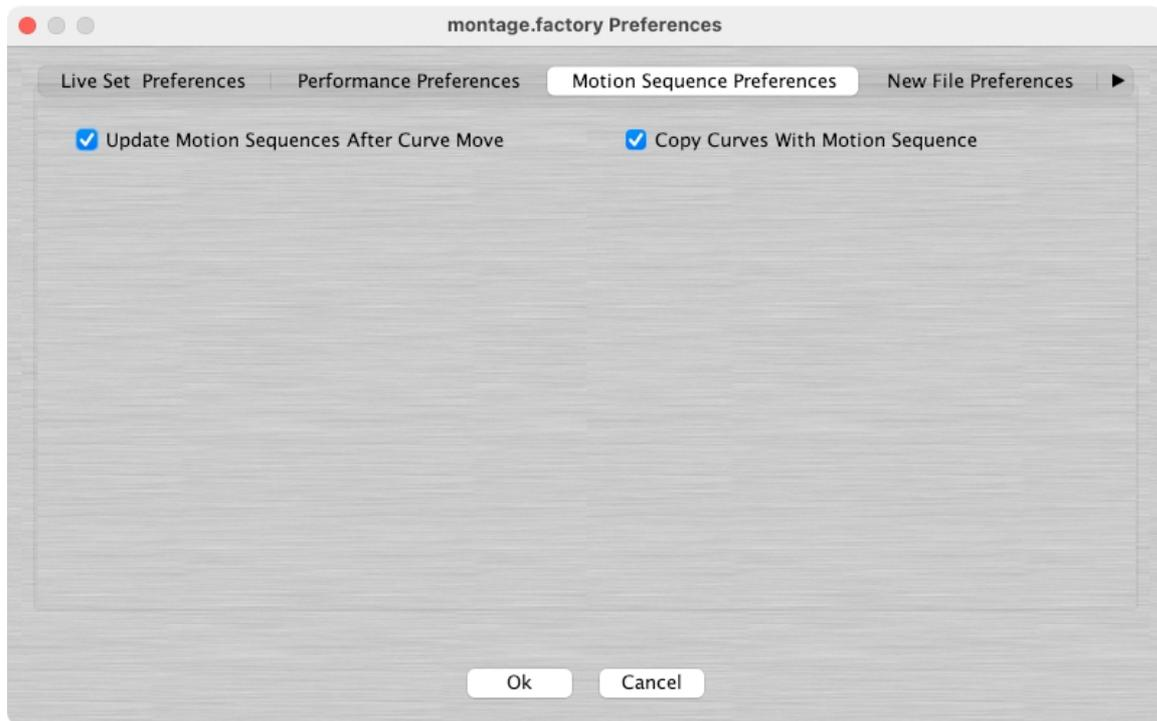 montage.factory Preferences
Live Set  Preferences Performance Preferences Motion Sequence Preferences New File Preferences
Update Motion Sequences After Curve Move Copy Curves With Motion Sequence
Ok Cancel